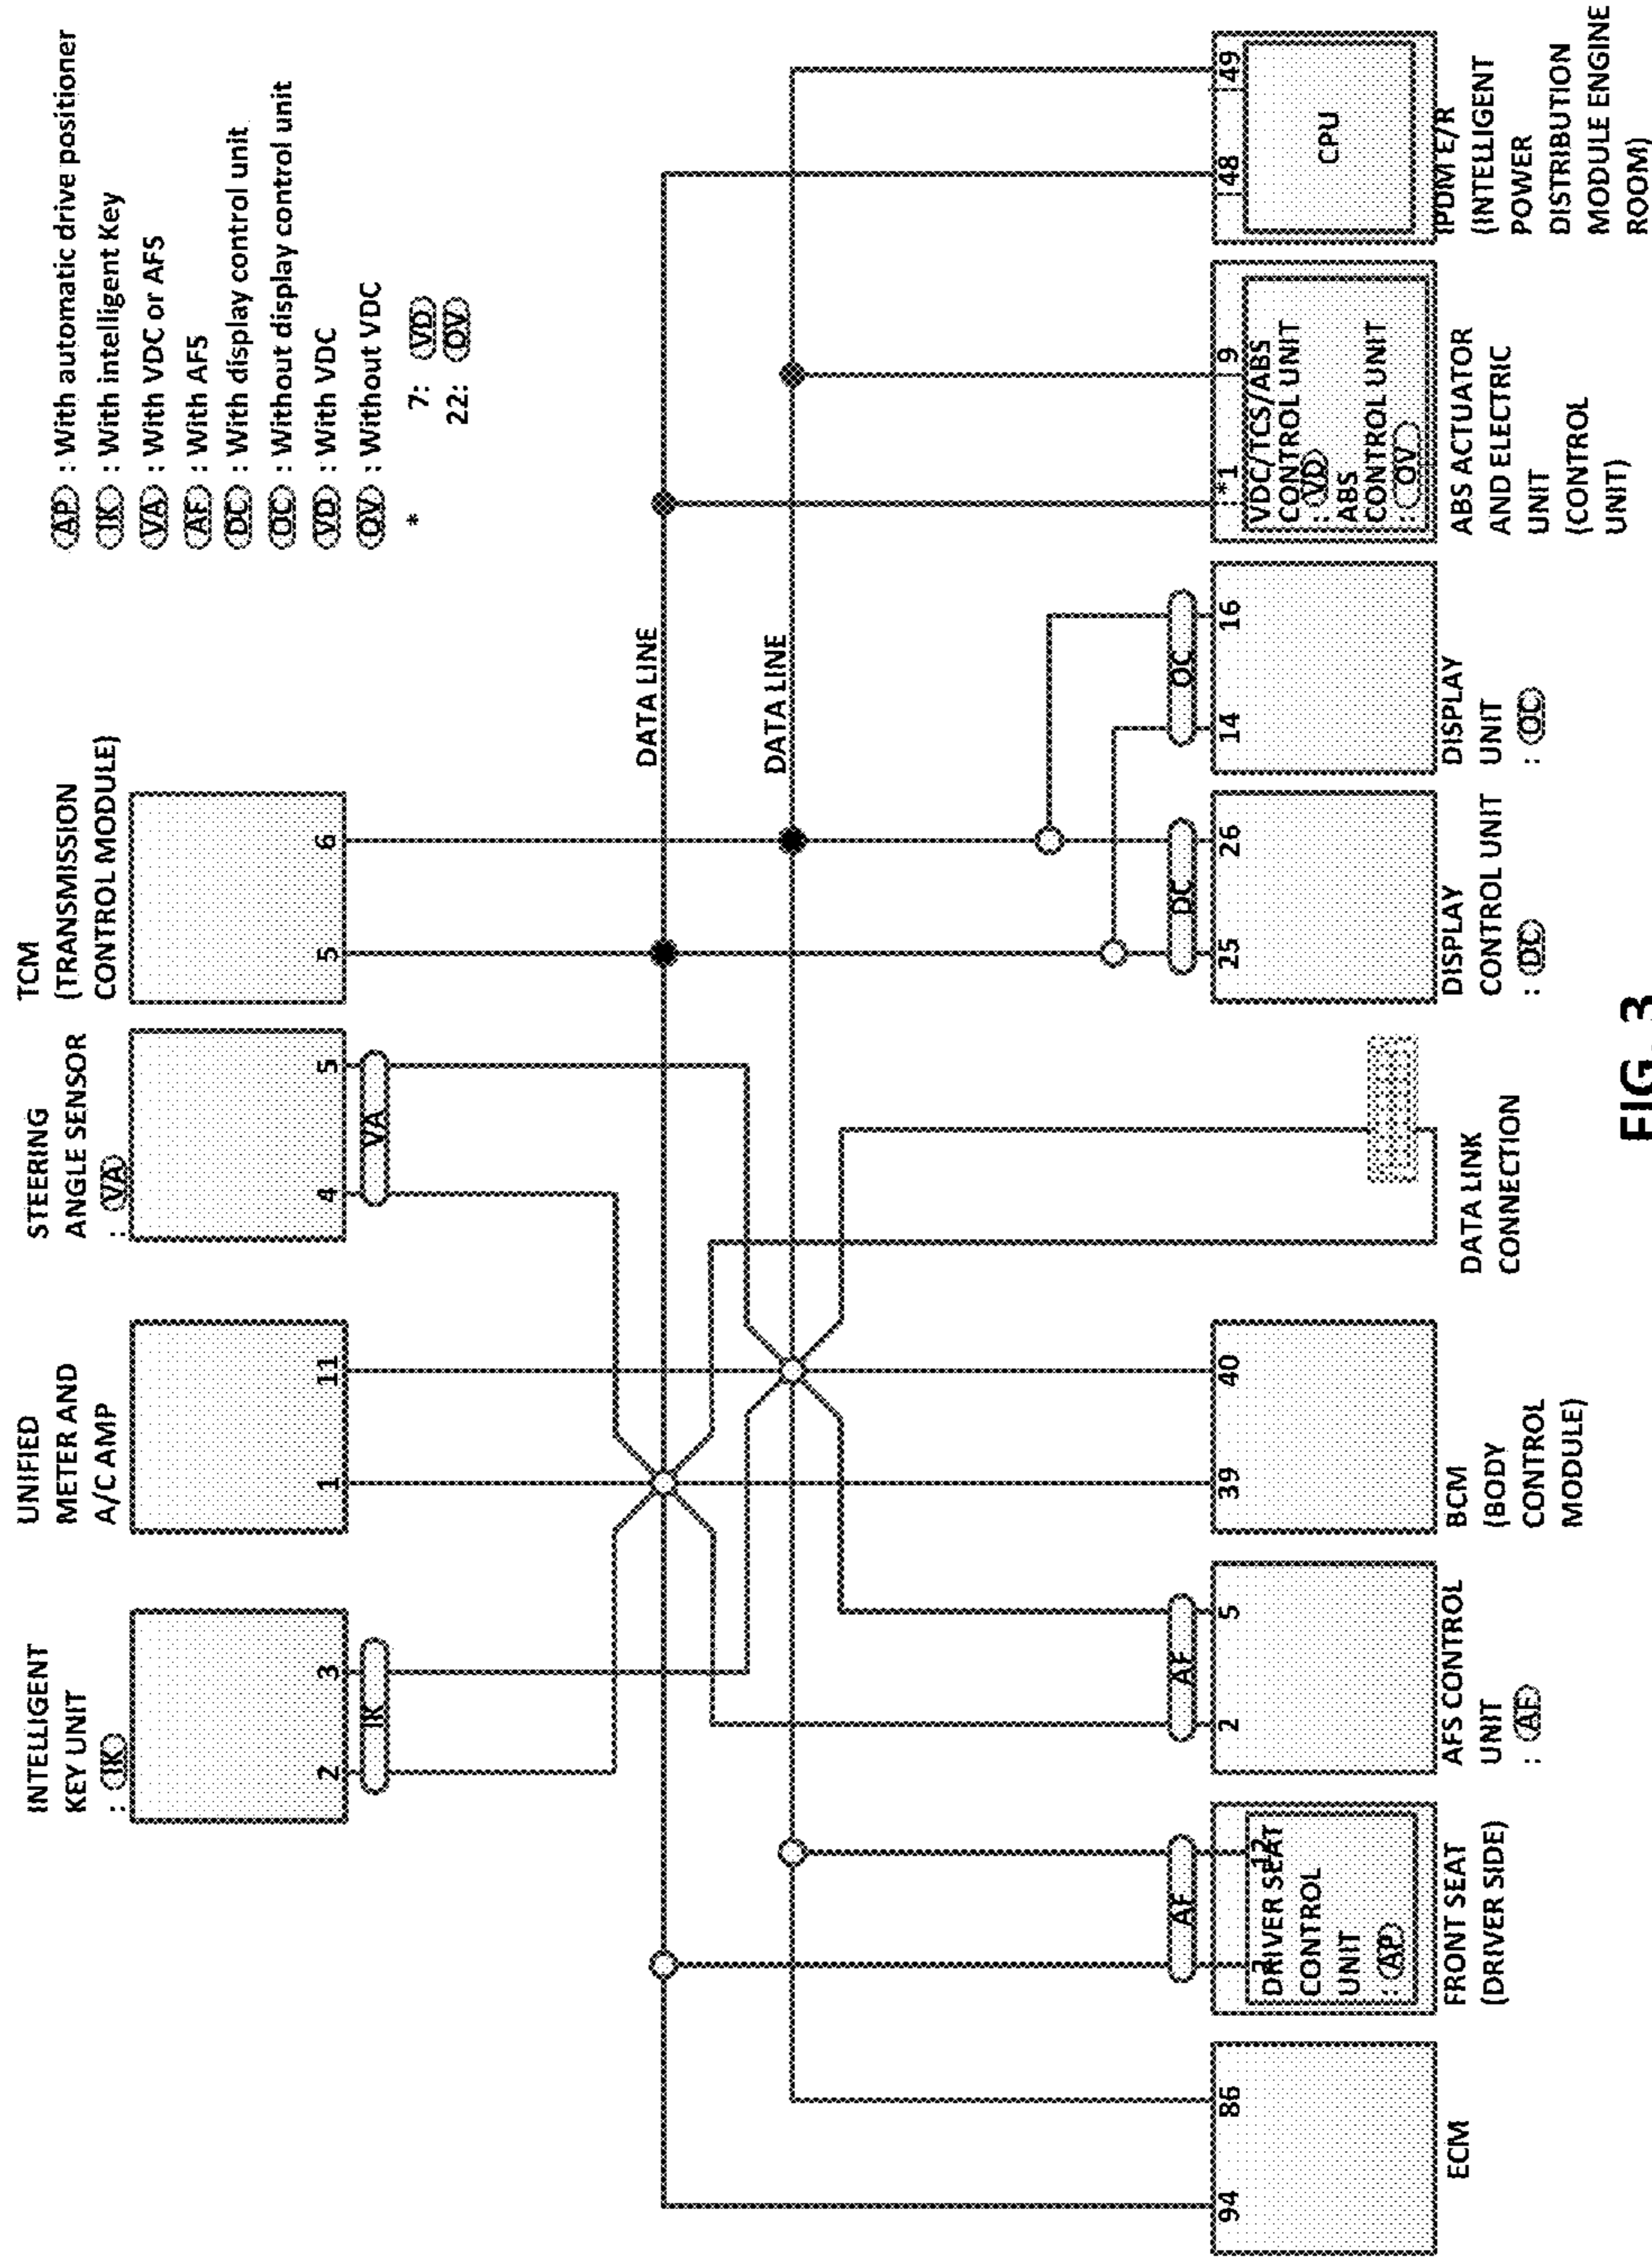 INTELLIGENT
KEY UNIT
: IK
2
3
IK
UNIFIED
METER AND
A/C AMP
1
11
STEERING
ANGLE SENSOR
: VA
4
5
VA
TCM
(TRANSMISSION
CONTROL MODULE)
5
6
AP : With automatic drive positioner
IK : With intelligent Key
VA : With VDC or AFS
AF : With AFS
DC : With display control unit
OC : Without display control unit
VD : With VDC
OV : Without VDC
* 7: VD
22: OV
DATA LINE
DATA LINE
94
86
ECM
AF
3
12
DRIVER SEAT
CONTROL
UNIT
: AP
FRONT SEAT
(DRIVER SIDE)
AF
2
5
AFS CONTROL
UNIT
: AF
39
40
BCM
(BODY
CONTROL
MODULE)
DATA LINK
CONNECTION
DC
25
26
DISPLAY
CONTROL UNIT
: DC
OC
14
16
DISPLAY
UNIT
: OC
*1
9
VDC/TCS/ABS
CONTROL UNIT
: VD
ABS
CONTROL UNIT
: OV
ABS ACTUATOR
AND ELECTRIC
UNIT
(CONTROL
UNIT)
48
49
CPU
IPDM E/R
(INTELLIGENT
POWER
DISTRIBUTION
MODULE ENGINE
ROOM)
FIG. 3